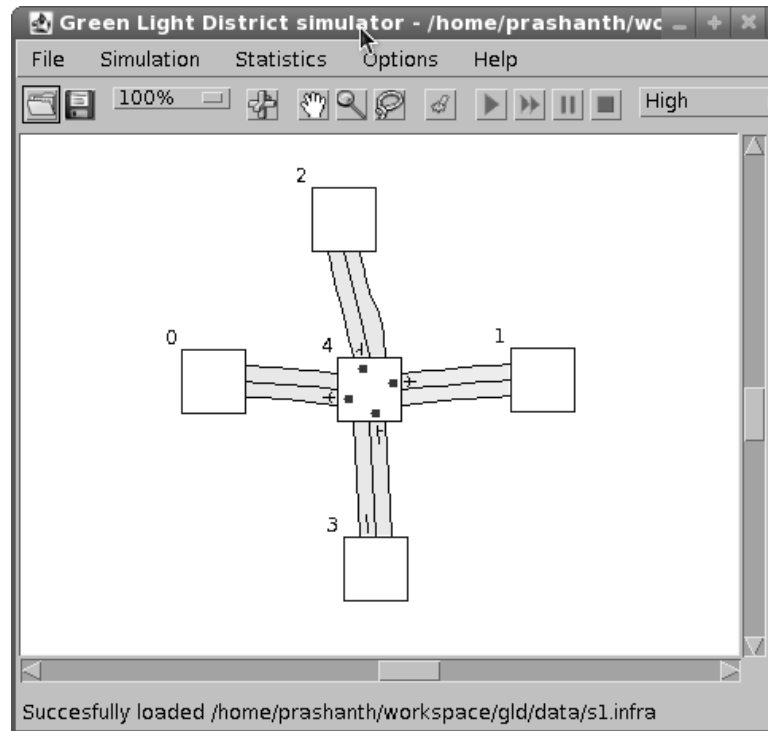 Green Light District simulator - /home/prashanth/wo
File Simulation Statistics Options Help
100% High
2
0
1
4
3
Succesfully loaded /home/prashanth/workspace/gld/data/s1.infra